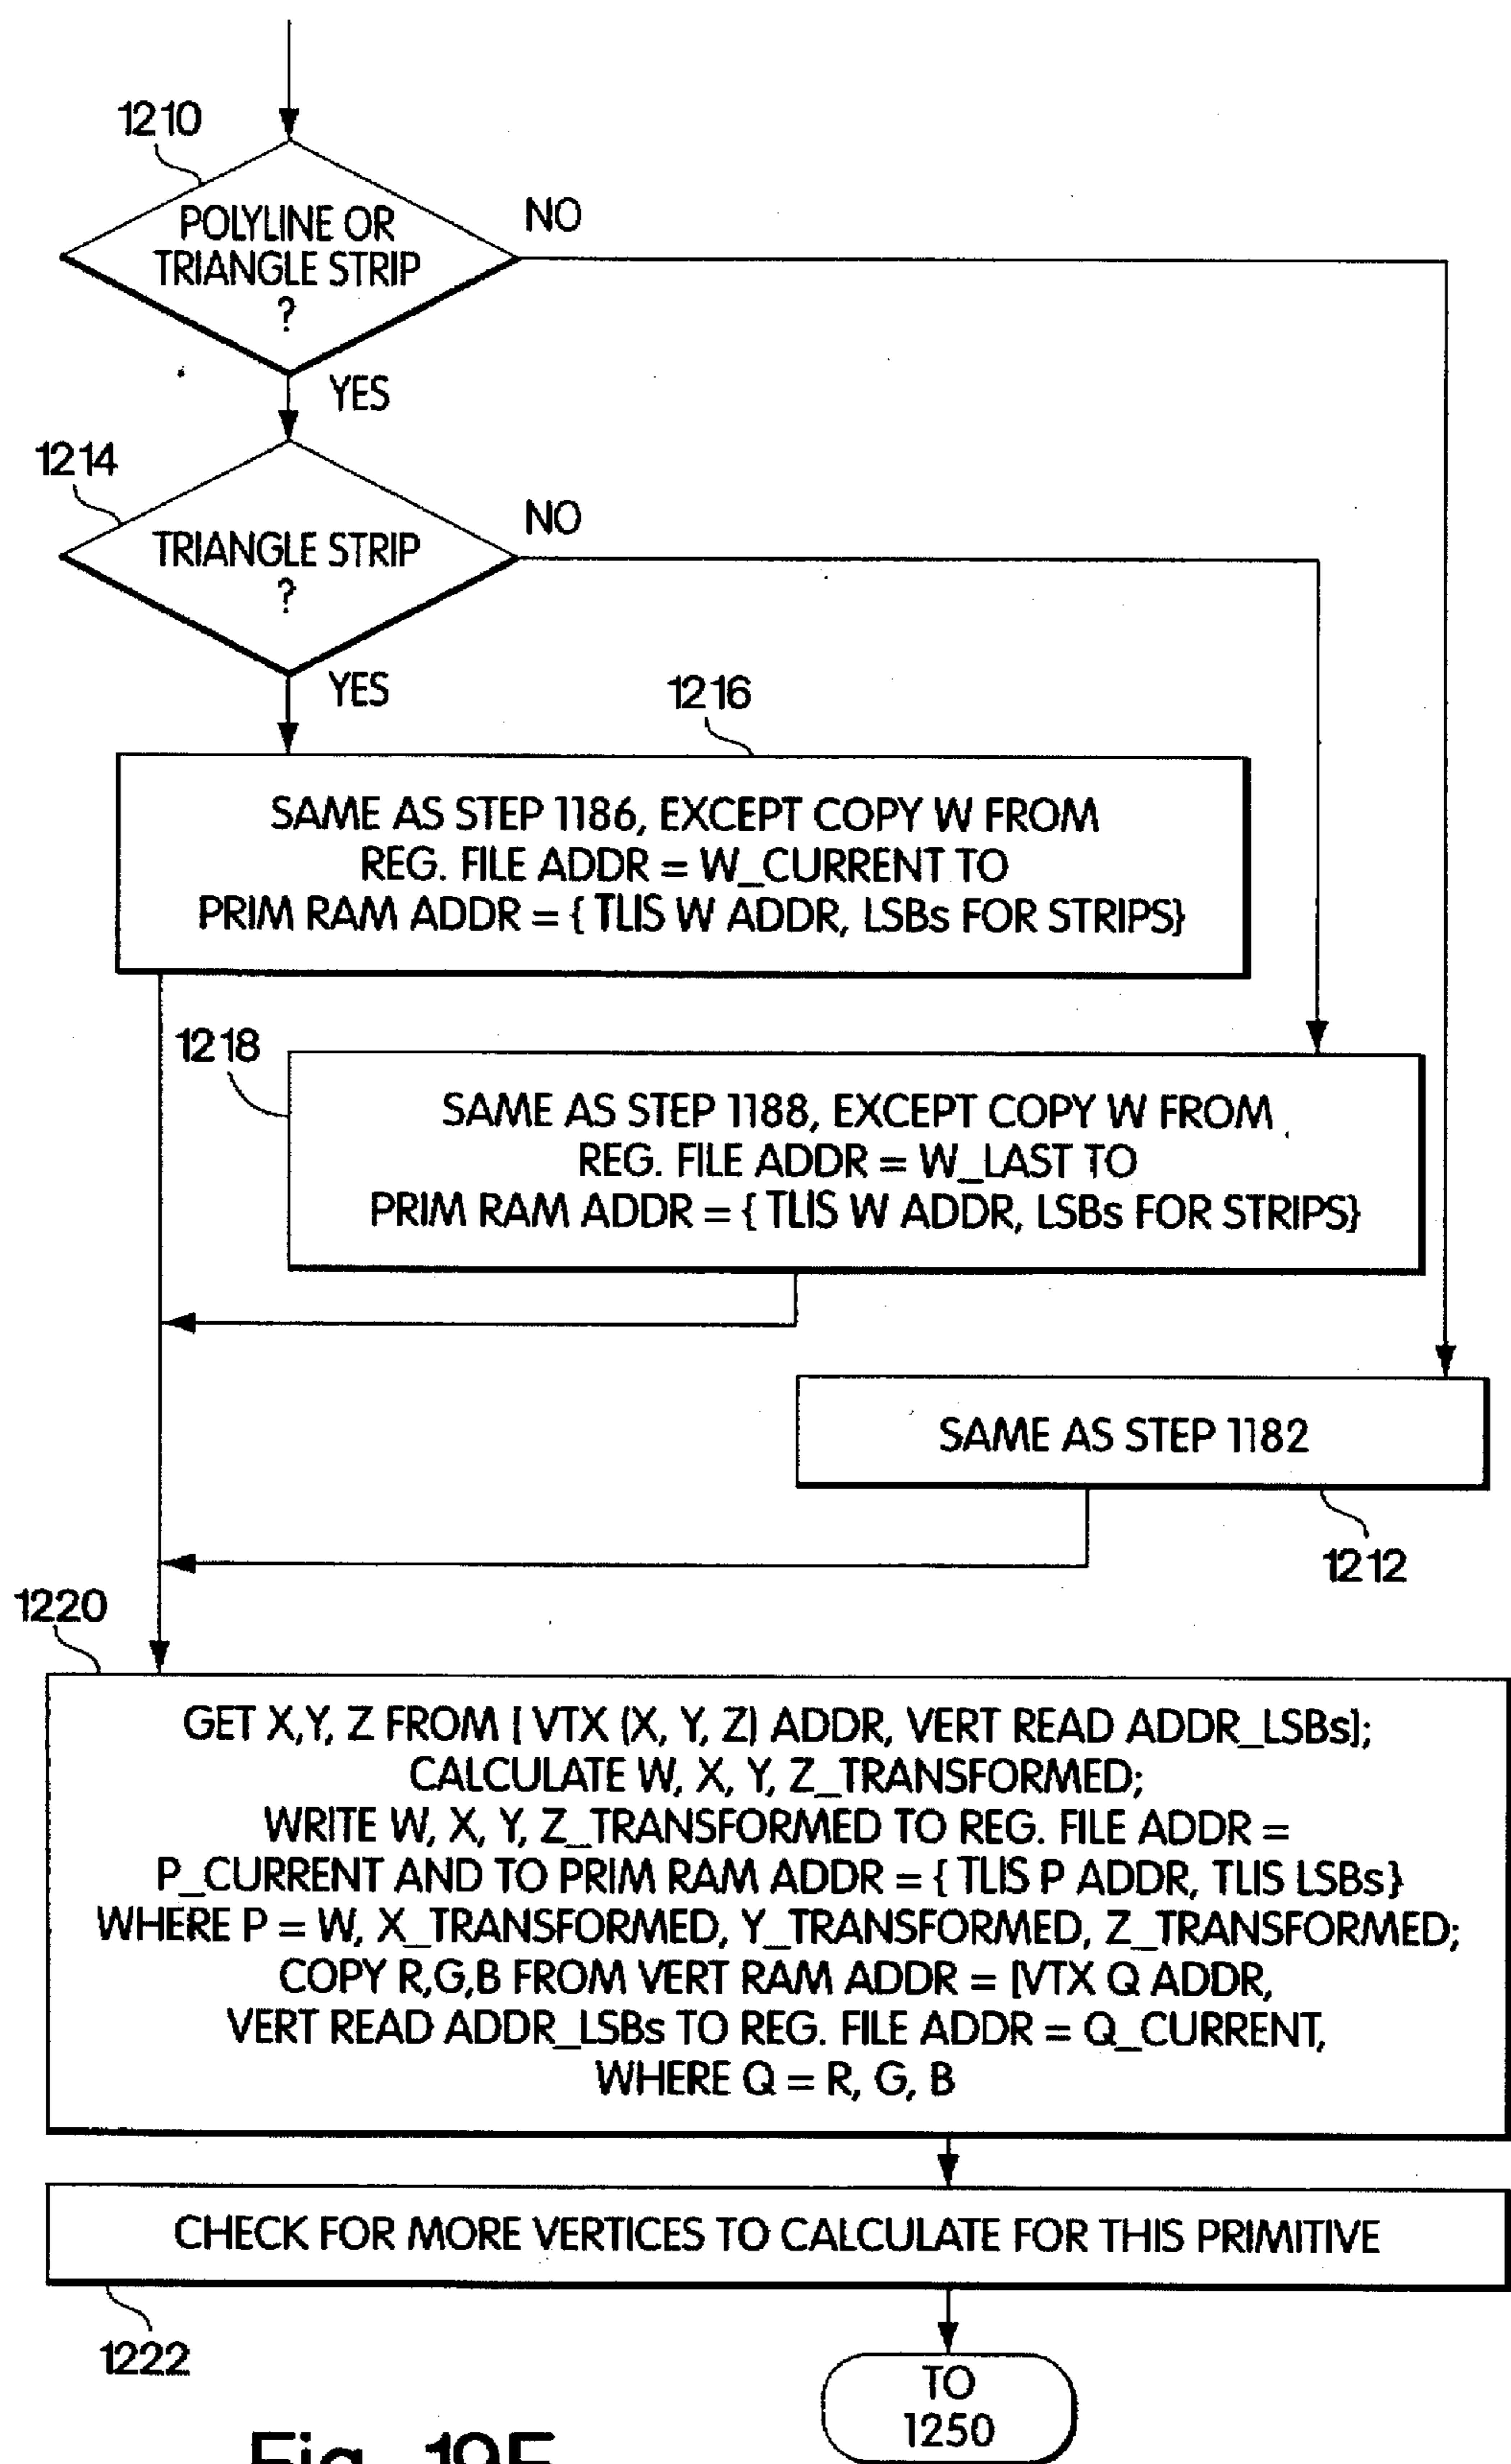 1210
POLYLINE OR
TRIANGLE STRIP
?
NO
YES
1214
TRIANGLE STRIP
?
NO
YES
1216
SAME AS STEP 1186, EXCEPT COPY W FROM
REG. FILE ADDR = W_CURRENT TO
PRIM RAM ADDR = { TLIS W ADDR, LSBs FOR STRIPS}
1218
SAME AS STEP 1188, EXCEPT COPY W FROM
REG. FILE ADDR = W_LAST TO
PRIM RAM ADDR = { TLIS W ADDR, LSBs FOR STRIPS}
SAME AS STEP 1182
1212
1220
GET X,Y, Z FROM [ VTX (X, Y, Z) ADDR, VERT READ ADDR_LSBs];
CALCULATE W, X, Y, Z_TRANSFORMED;
WRITE W, X, Y, Z_TRANSFORMED TO REG. FILE ADDR =
P_CURRENT AND TO PRIM RAM ADDR = { TLIS P ADDR, TLIS LSBs}
WHERE P = W, X_TRANSFORMED, Y_TRANSFORMED, Z_TRANSFORMED;
COPY R,G,B FROM VERT RAM ADDR = [VTX Q ADDR,
VERT READ ADDR_LSBs TO REG. FILE ADDR = Q_CURRENT,
WHERE Q = R, G, B
CHECK FOR MORE VERTICES TO CALCULATE FOR THIS PRIMITIVE
1222
TO
1250